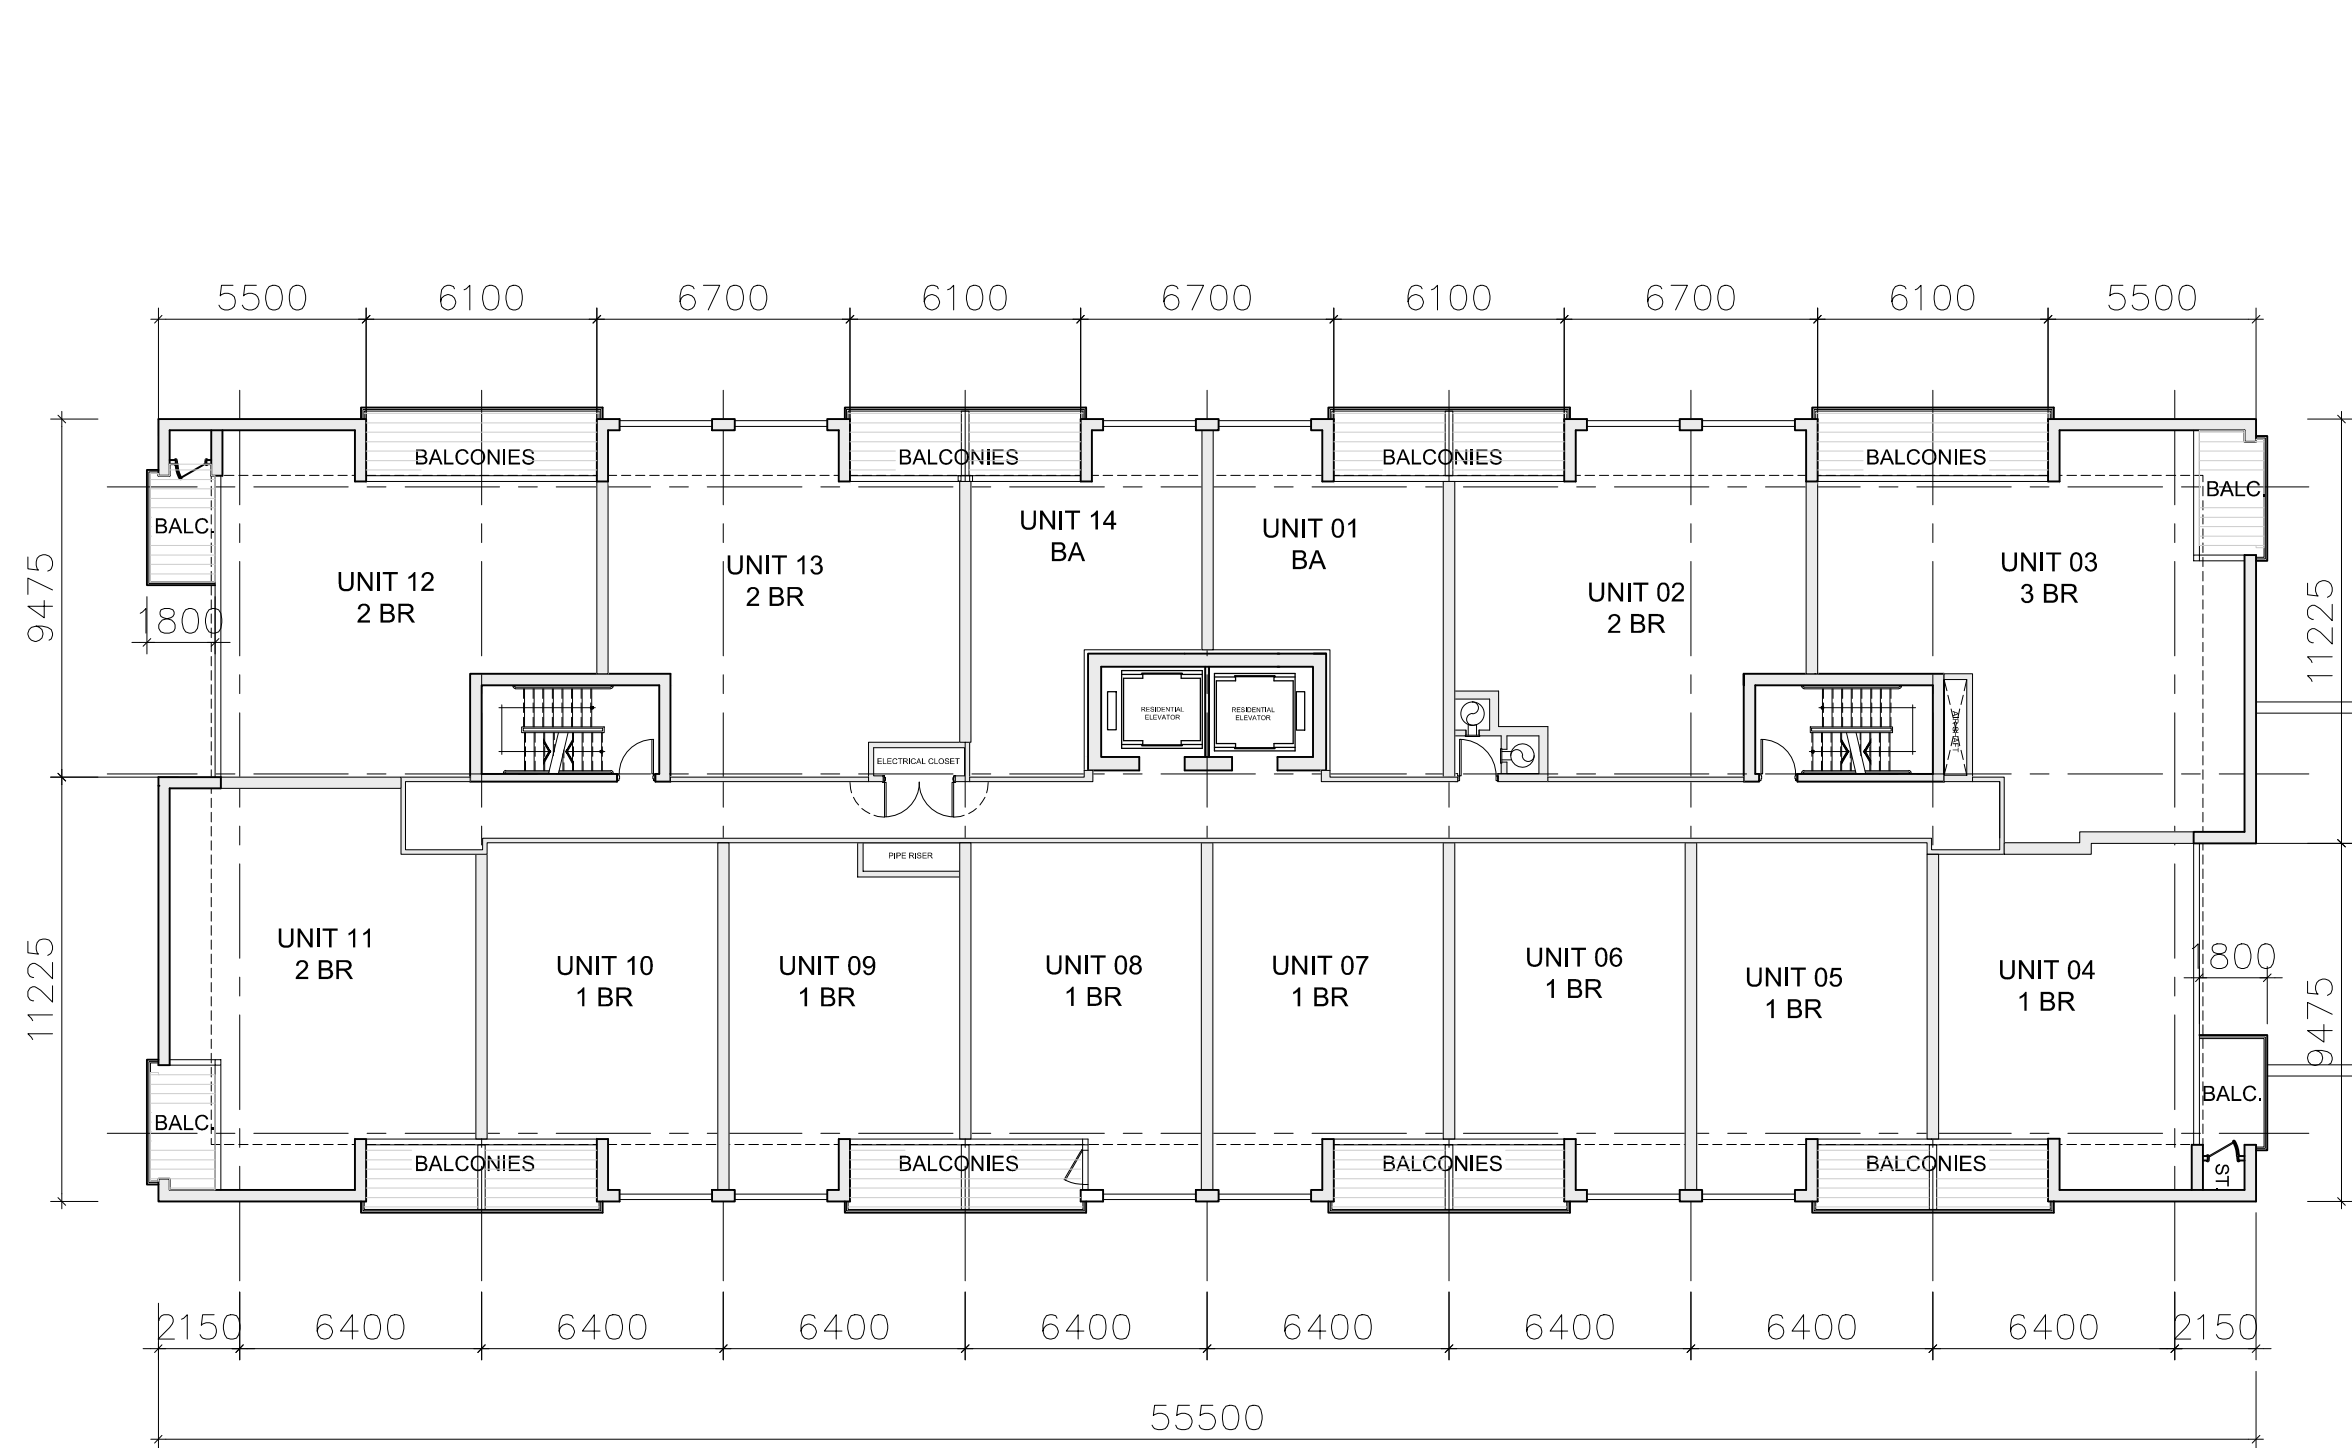 5500 6100 6700 6100 6700 6100 6700 6100 5500
BALCONIES BALCONIES BALCONIES BALCONIES
BALC.
BALC.
UNIT 14
BA
UNIT 01
BA
UNIT 13
2 BR
UNIT 03
3 BR
UNIT 12
2 BR
UNIT 02
2 BR
9475
11225
1800
RESIDENTIAL
ELEVATOR
RESIDENTIAL
ELEVATOR
ELECTRICAL CLOSET
PIPE RISER
UNIT 11
2 BR
UNIT 10
1 BR
UNIT 09
1 BR
UNIT 08
1 BR
UNIT 07
1 BR
UNIT 06
1 BR
UNIT 05
1 BR
UNIT 04
1 BR
11225
1800
9475
BALC.
BALC.
BALCONIES BALCONIES BALCONIES BALCONIES
ST.
2150 6400 6400 6400 6400 6400 6400 6400 6400 2150
55500